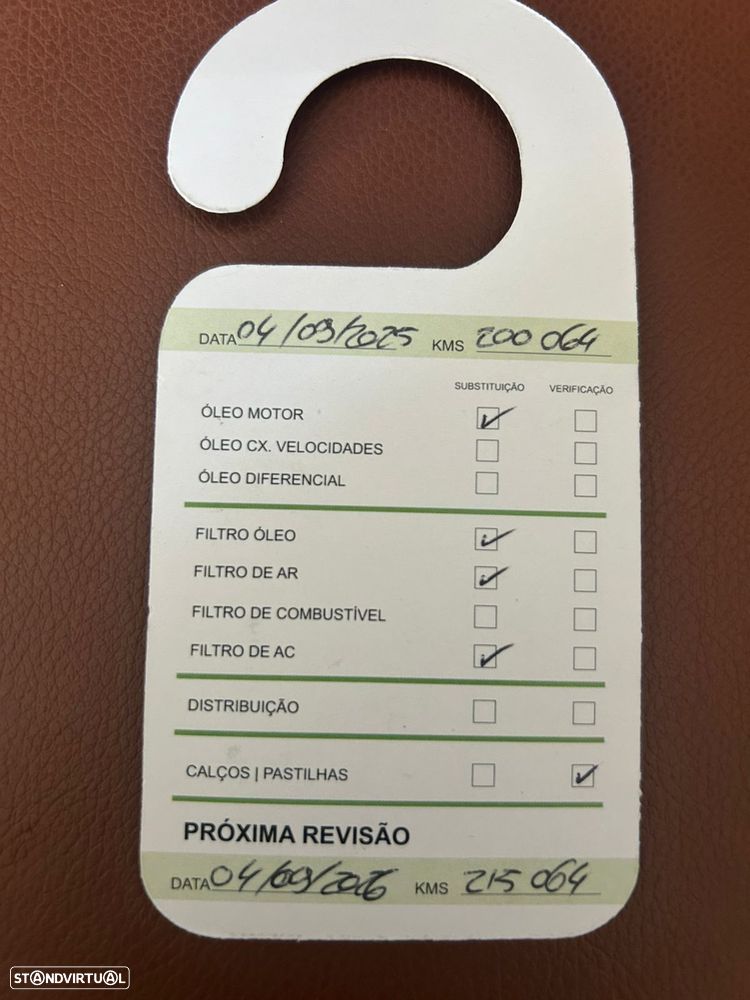 DATA 04/09/2025 KMS 200 064
SUBSTITUIÇÃO VERIFICAÇÃO
ÓLEO MOTOR
ÓLEO CX. VELOCIDADES
ÓLEO DIFERENCIAL
FILTRO ÓLEO
FILTRO DE AR
FILTRO DE COMBUSTÍVEL
FILTRO DE AC
DISTRIBUIÇÃO
CALÇOS | PASTILHAS
PRÓXIMA REVISÃO
DATA 04/09/2026 KMS 215 064
STANDVIRTUAL